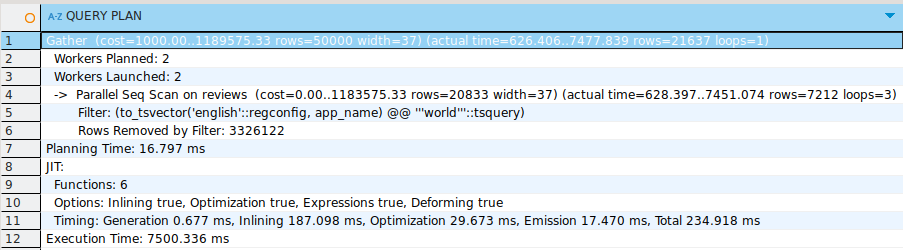 A-Z QUERY PLAN
1 Gather (cost=1000.00..1189575.33 rows=50000 width=37) (actual time=626.406..7477.839 rows=21637 loops=1)
2 Workers Planned: 2
3 Workers Launched: 2
4 -> Parallel Seq Scan on reviews (cost=0.00..1183575.33 rows=20833 width=37) (actual time=628.397..7451.074 rows=7212 loops=3)
5 Filter: (to_tsvector('english'::regconfig, app_name) @@ '''world'''::tsquery)
6 Rows Removed by Filter: 3326122
7 Planning Time: 16.797 ms
8 JIT:
9 Functions: 6
10 Options: Inlining true, Optimization true, Expressions true, Deforming true
11 Timing: Generation 0.677 ms, Inlining 187.098 ms, Optimization 29.673 ms, Emission 17.470 ms, Total 234.918 ms
12 Execution Time: 7500.336 ms